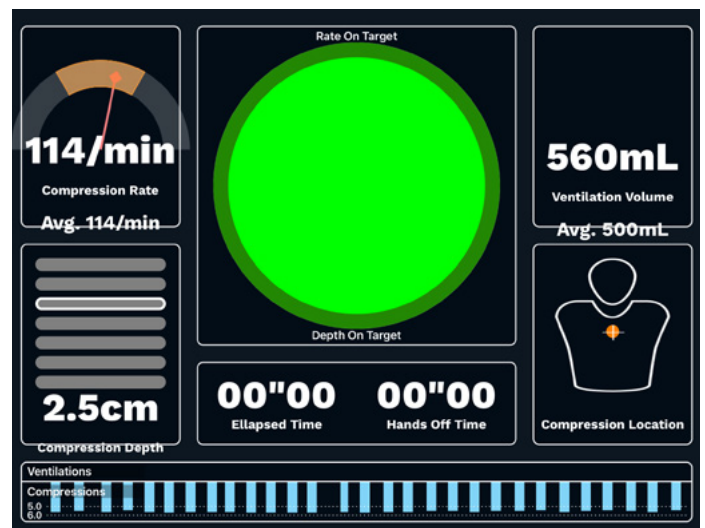 Rate On Target
114/min
Compression Rate
Avg. 114/min
560mL
Ventilation Volume
Avg. 500mL
Depth On Target
2.5cm
Compression Depth
00"00
Ellapsed Time
00"00
Hands Off Time
Compression Location
Ventilations
Compressions
5.0
6.0